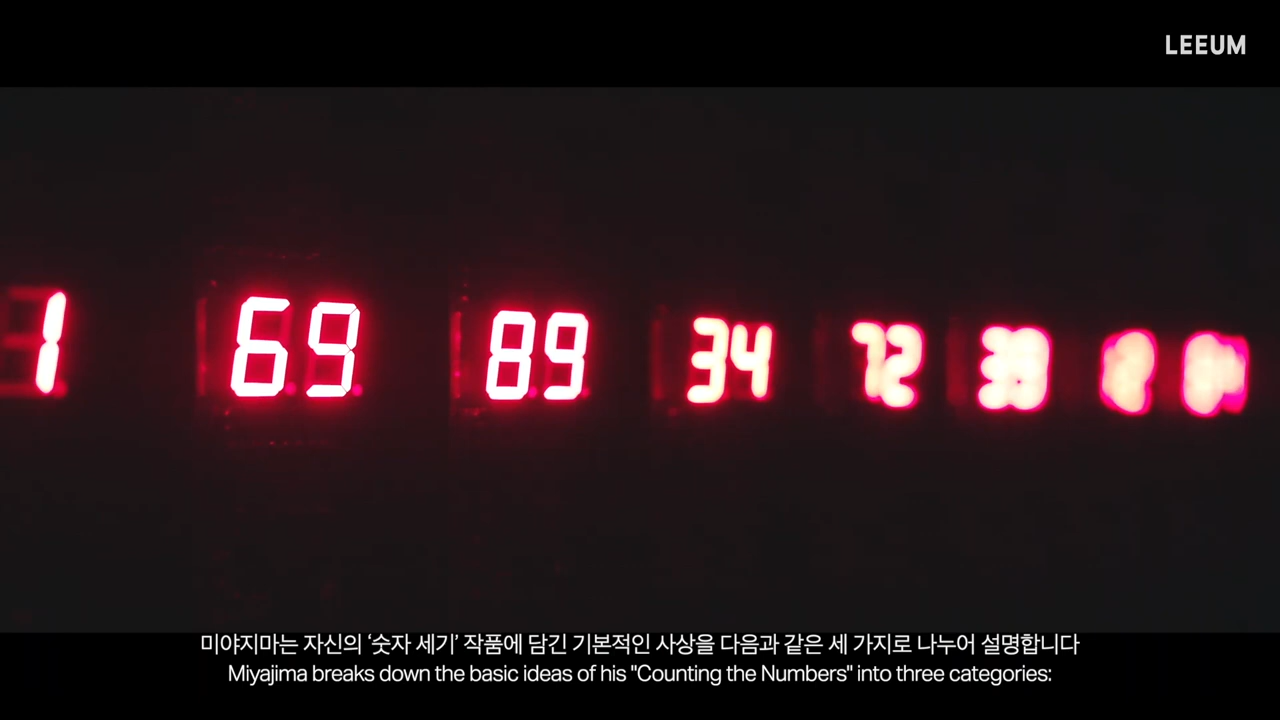 LEEUM
1 69 89 34 72
미야지마는 자신의 ‘숫자 세기’ 작품에 담긴 기본적인 사상을 다음과 같은 세 가지로 나누어 설명합니다
Miyajima breaks down the basic ideas of his "Counting the Numbers" into three categories: